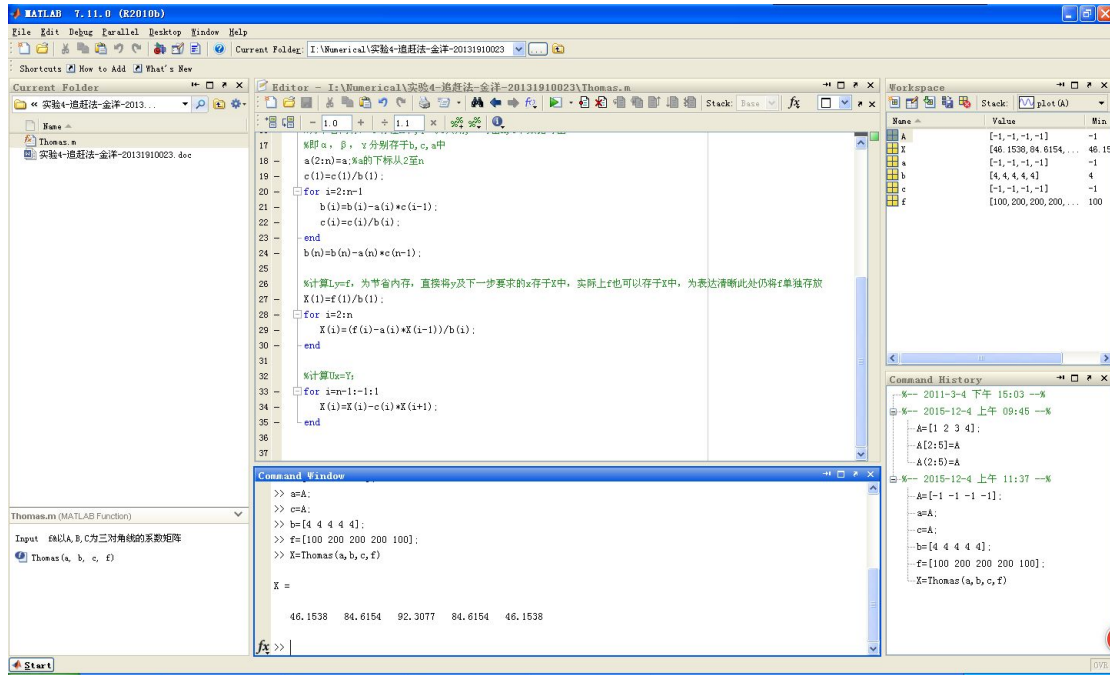 MATLAB 7.11.0 (R2010b)
File Edit Debug Parallel Desktop Window Help
Current Folder: I:\Numerical\实验4-追赶法-金洋-20131910023
Shortcuts How to Add What's New
Current Folder
« 实验4-追赶法-金洋-2013...
Name
Thomas.m
实验4-追赶法-金洋-20131910023.doc
Thomas.m (MATLAB Function)
Input f&以A,B,C为三对角线的系数矩阵
Thomas(a, b, c, f)
Editor - I:\Numerical\实验4-追赶法-金洋-20131910023\Thomas.m
Stack: Base fx
- 1.0 + ÷ 1.1 ×
17 %即α, β, γ分别存于b,c,a中
18 - a(2:n)=a;%a的下标从2至n
19 - c(1)=c(1)/b(1);
20 - for i=2:n-1
21 - b(i)=b(i)-a(i)*c(i-1);
22 - c(i)=c(i)/b(i);
23 - end
24 - b(n)=b(n)-a(n)*c(n-1);
25
26 %计算Ly=f, 为节省内存, 直接将y及下一步要求的x存于X中, 实际上f也可以存于X中, 为表达清晰此处仍将f单独存放
27 - X(1)=f(1)/b(1);
28 - for i=2:n
29 - X(i)=(f(i)-a(i)*X(i-1))/b(i);
30 - end
31
32 %计算Ux=Y;
33 - for i=n-1:-1:1
34 - X(i)=X(i)-c(i)*X(i+1);
35 - end
36
37
Command Window
>> a=A;
>> c=A;
>> b=[4 4 4 4 4];
>> f=[100 200 200 200 100];
>> X=Thomas(a,b,c,f)
X =
46.1538 84.6154 92.3077 84.6154 46.1538
fx >>
Workspace
Stack: plot(A)
Name Value Min
A [-1,-1,-1,-1] -1
X [46.1538,84.6154,... 46.15
a [-1,-1,-1,-1] -1
b [4,4,4,4,4] 4
c [-1,-1,-1,-1] -1
f [100,200,200,200,... 100
Command History
%-- 2011-3-4 下午 15:03 --%
%-- 2015-12-4 上午 09:45 --%
A=[1 2 3 4];
A[2:5]=A
A(2:5)=A
%-- 2015-12-4 上午 11:37 --%
A=[-1 -1 -1 -1];
a=A;
c=A;
b=[4 4 4 4 4];
f=[100 200 200 200 100];
X=Thomas(a,b,c,f)
Start
OVR